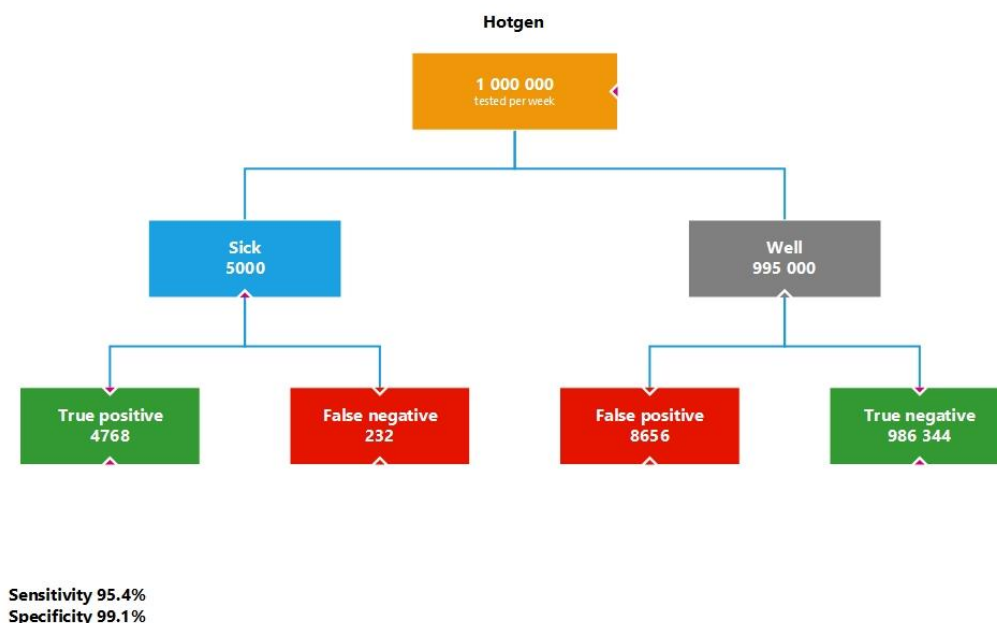 Hotgen
1 000 000
tested per week
Sick
5000
Well
995 000
True positive
4768
False negative
232
False positive
8656
True negative
986 344
Sensitivity 95.4%
Specificity 99.1%